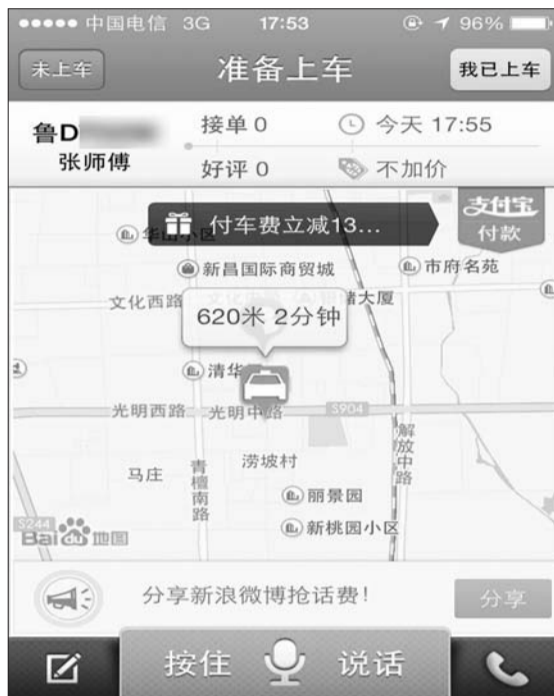 中国电信 3G 17:53 96%
未上车 准备上车 我已上车
鲁D 接单 0 今天 17:55
张师傅 好评 0 不加价
付车费立减13... 支付宝
付款
新昌国际商贸城 市府名苑
文化西路 储大厦
620米 2分钟
清华
光明西路 光明中路 S904
解放中路
马庄 青檀南路 涝坡村
丽景园
新桃园小区
S244
Bai du 地图
分享新浪微博抢话费! 分享
按住 说话